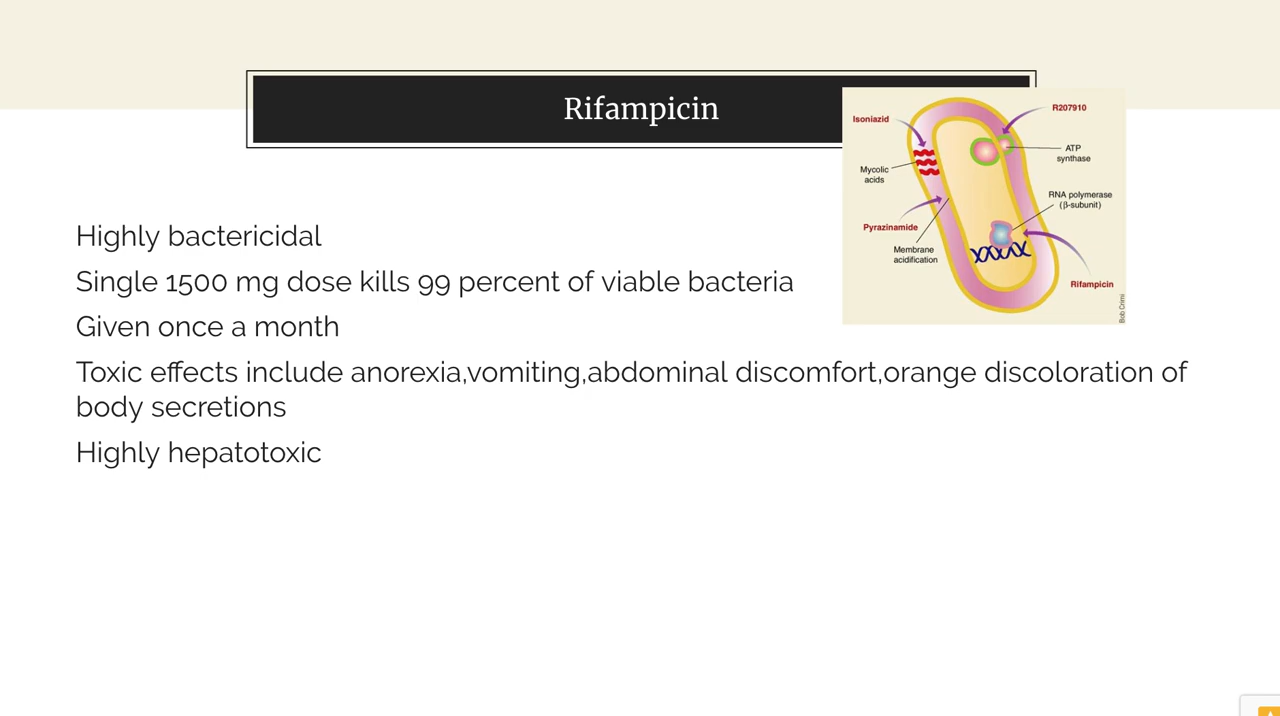 Rifampicin
Isoniazid
R207910
ATP
synthase
Mycolic
acids
RNA polymerase
(β-subunit)
Pyrazinamide
Membrane
acidification
Rifampicin
Bob Crimi
Highly bactericidal
Single 1500 mg dose kills 99 percent of viable bacteria
Given once a month
Toxic effects include anorexia,vomiting,abdominal discomfort,orange discoloration of
body secretions
Highly hepatotoxic